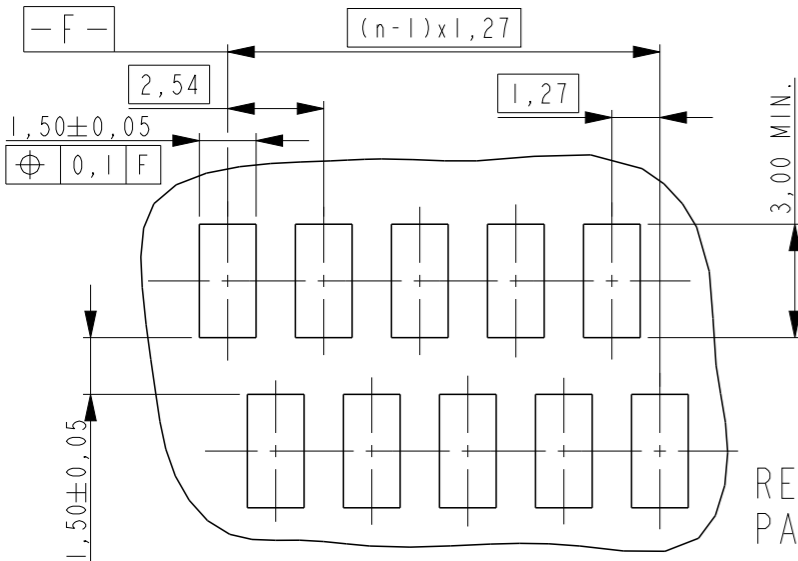 -F-
(n-1)x1,27
2,54
1,27
1,50±0,05
⌖ 0,1 F
3,00 MIN.
1,50±0,05
RE
PA